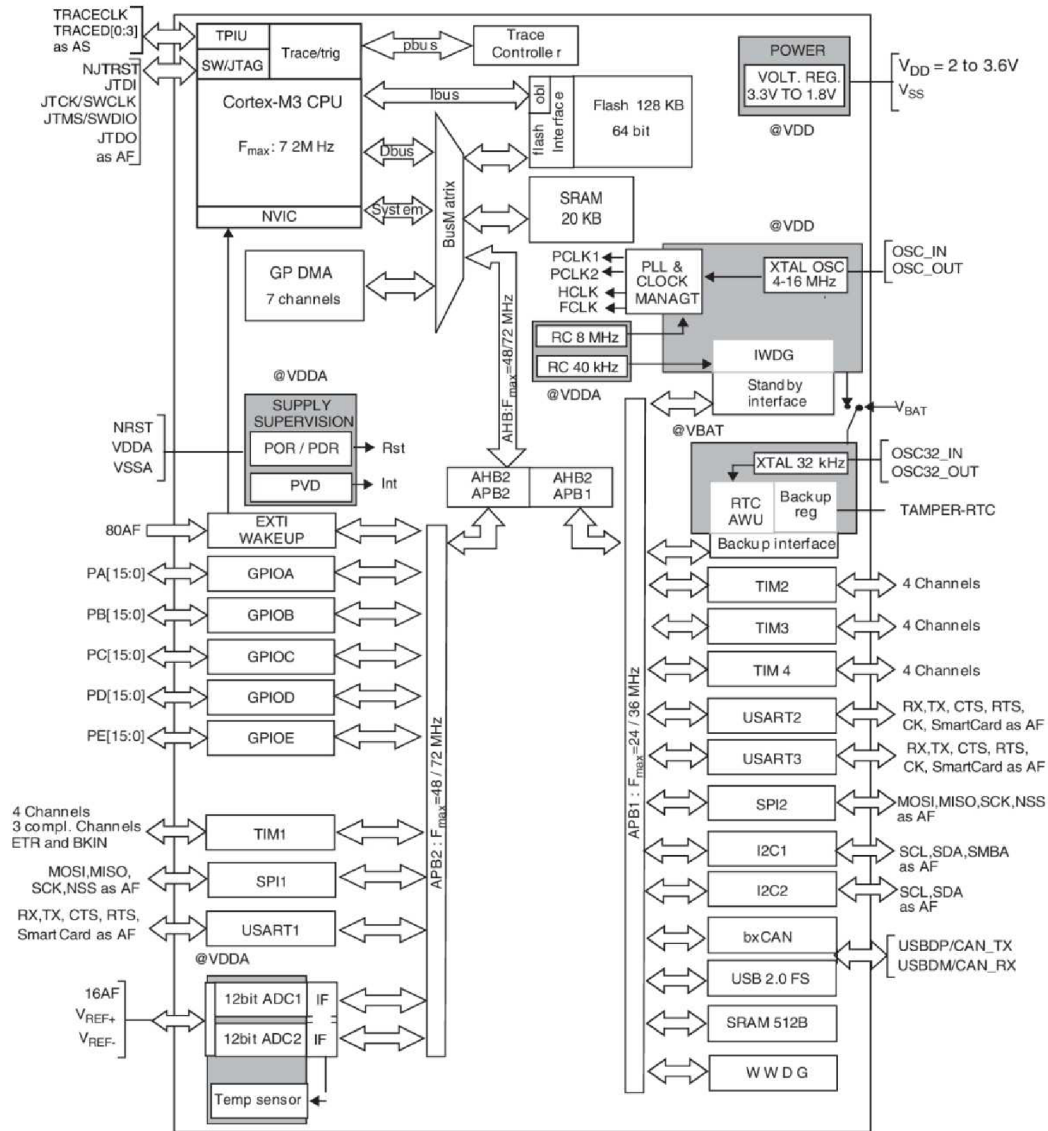 TRACECLK
TRACED[0:3]
as AS
NJTRST
JTDI
JTCK/SWCLK
JTMS/SWDIO
JTDO
as AF
TPIU
SW/JTAG
Trace/trig
Cortex-M3 CPU
Fmax: 7 2M Hz
NVIC
pbus
Trace
Controlle r
Ibus
Dbus
System
BusM atrix
obl
flash
Interface
Flash 128 KB
64 bit
SRAM
20 KB
POWER
VOLT. REG.
3.3V TO 1.8V
@VDD
VDD = 2 to 3.6V
VSS
GP DMA
7 channels
@VDD
PCLK1
PCLK2
HCLK
FCLK
PLL &
CLOCK
MANAGT
XTAL OSC
4-16 MHz
OSC_IN
OSC_OUT
RC 8 MHz
RC 40 kHz
@VDDA
IWDG
Stand by
interface
VBAT
@VBAT
AHB:Fmax=48/72 MHz
@VDDA
SUPPLY
SUPERVISION
POR / PDR
Rst
PVD
Int
NRST
VDDA
VSSA
AHB2
APB2
AHB2
APB1
XTAL 32 kHz
OSC32_IN
OSC32_OUT
RTC
AWU
Backup
reg
TAMPER-RTC
Backup interface
80AF
EXTI
WAKEUP
PA[15:0]
GPIOA
PB[15:0]
GPIOB
PC[15:0]
GPIOC
PD[15:0]
GPIOD
PE[15:0]
GPIOE
4 Channels
3 compl. Channels
ETR and BKIN
TIM1
MOSI,MISO,
SCK,NSS as AF
SPI1
RX,TX, CTS, RTS,
SmartCard as AF
USART1
@VDDA
16AF
VREF+
VREF-
12bit ADC1
IF
12bit ADC2
IF
Temp sensor
APB2 : Fmax=48 / 72 MHz
APB1 : Fmax=24 / 36 MHz
TIM2
4 Channels
TIM3
4 Channels
TIM 4
4 Channels
USART2
RX,TX, CTS, RTS,
CK, SmartCard as AF
USART3
RX,TX, CTS, RTS,
CK, SmartCard as AF
SPI2
MOSI,MISO,SCK,NSS
as AF
I2C1
SCL,SDA,SMBA
as AF
I2C2
SCL,SDA
as AF
bxCAN
USBDP/CAN_TX
USBDM/CAN_RX
USB 2.0 FS
SRAM 512B
W W D G